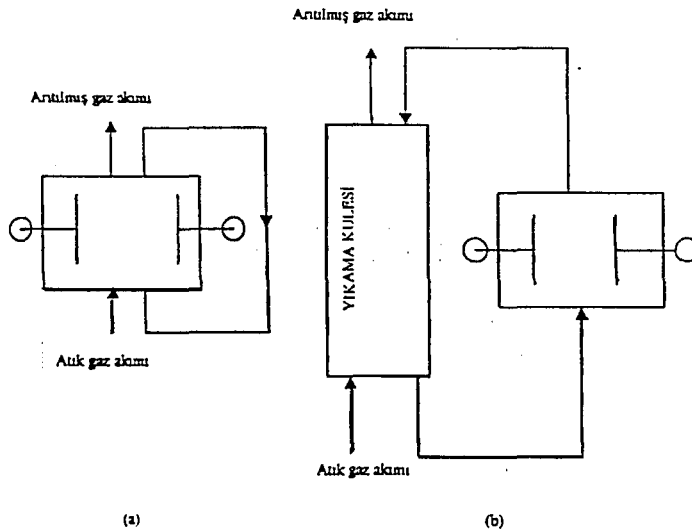 Arıtılmış gaz akımı
Arıtılmış gaz akımı
YIKAMA KULESİ
Atık gaz akımı
Atık gaz akımı
(a)
(b)